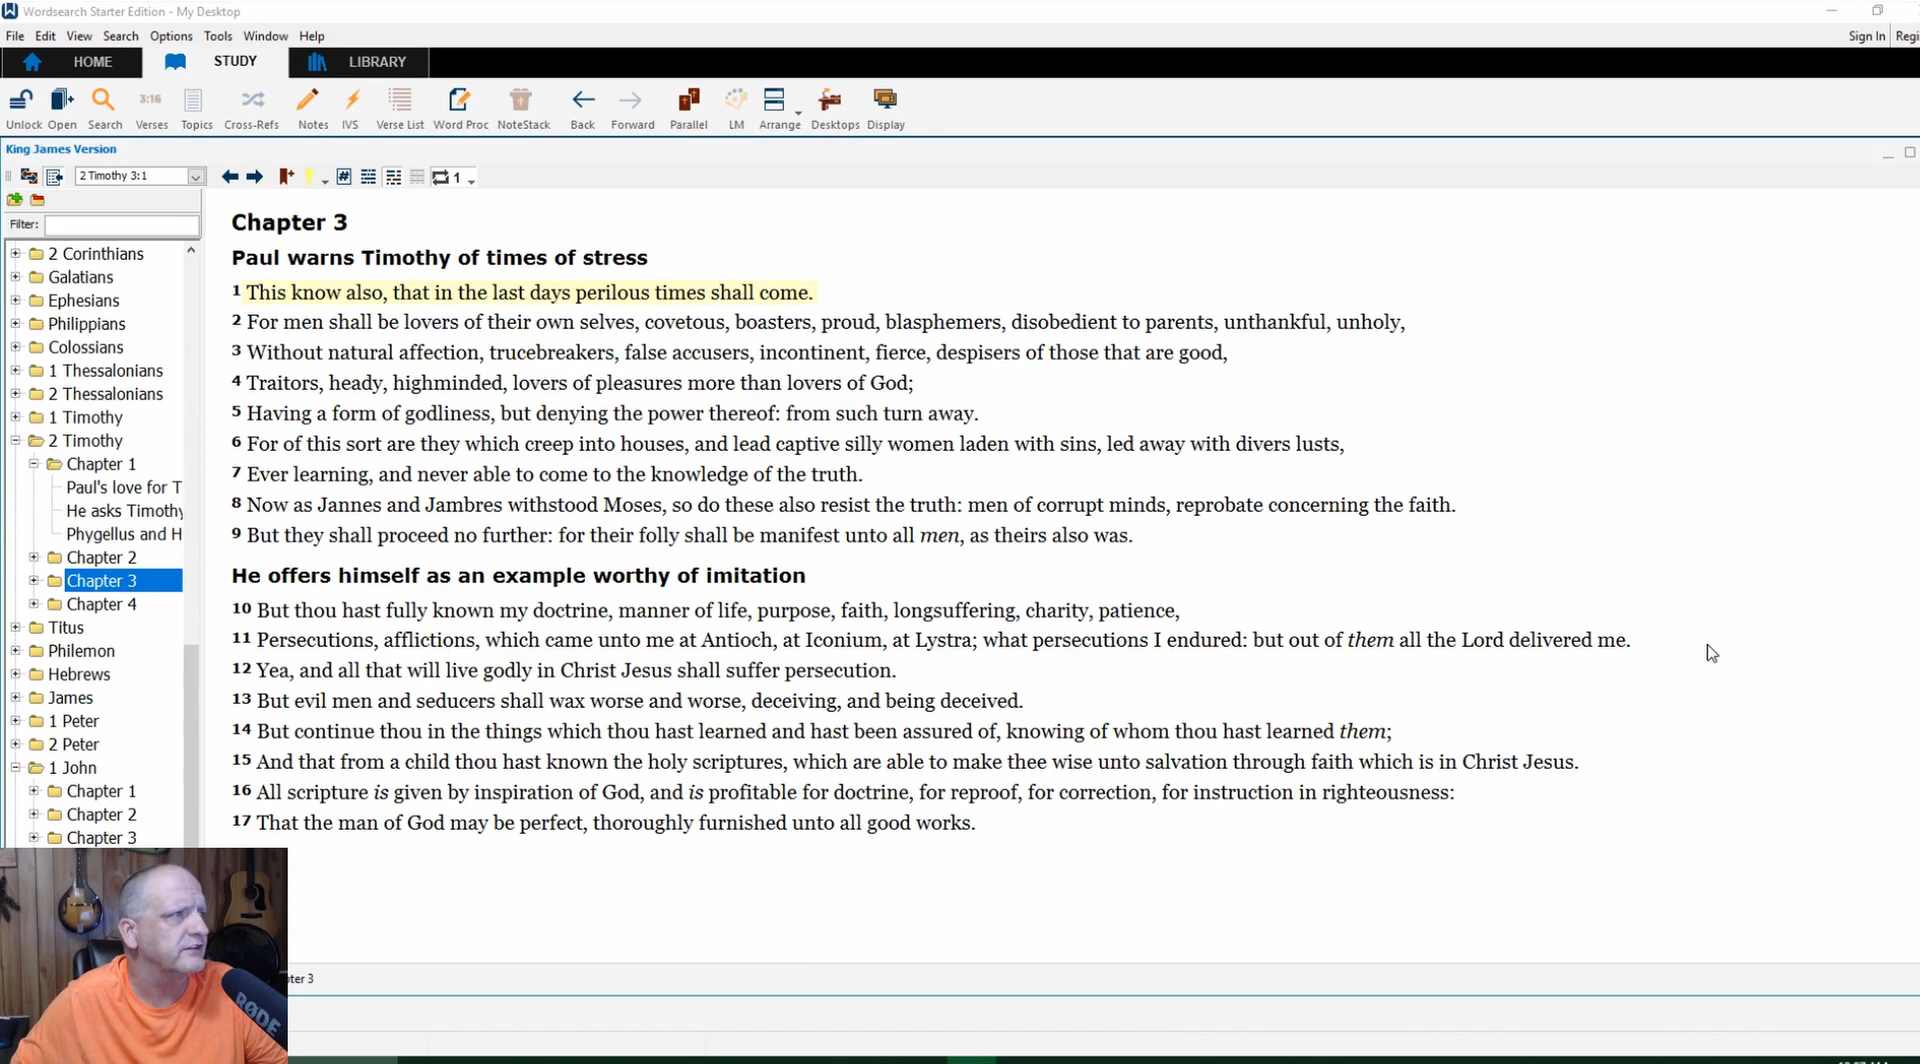 Wordsearch Starter Edition - My Desktop
File Edit View Search Options Tools Window Help
Sign In
HOME STUDY LIBRARY
3:16
Unlock Open Search Verses Topics Cross-Refs Notes IVS Verse List Word Proc NoteStack Back Forward Parallel LM Arrange Desktops Display
King James Version
2 Timothy 3:1
# 1
Filter:
2 Corinthians
Galatians
Ephesians
Philippians
Colossians
1 Thessalonians
2 Thessalonians
1 Timothy
2 Timothy
Chapter 1
Paul's love for T
He asks Timothy
Phygellus and H
Chapter 2
Chapter 3
Chapter 4
Titus
Philemon
Hebrews
James
1 Peter
2 Peter
1 John
Chapter 1
Chapter 2
Chapter 3
Chapter 3
Paul warns Timothy of times of stress
1 This know also, that in the last days perilous times shall come.
2 For men shall be lovers of their own selves, covetous, boasters, proud, blasphemers, disobedient to parents, unthankful, unholy,
3 Without natural affection, trucebreakers, false accusers, incontinent, fierce, despisers of those that are good,
4 Traitors, heady, highminded, lovers of pleasures more than lovers of God;
5 Having a form of godliness, but denying the power thereof: from such turn away.
6 For of this sort are they which creep into houses, and lead captive silly women laden with sins, led away with divers lusts,
7 Ever learning, and never able to come to the knowledge of the truth.
8 Now as Jannes and Jambres withstood Moses, so do these also resist the truth: men of corrupt minds, reprobate concerning the faith.
9 But they shall proceed no further: for their folly shall be manifest unto all men, as theirs also was.
He offers himself as an example worthy of imitation
10 But thou hast fully known my doctrine, manner of life, purpose, faith, longsuffering, charity, patience,
11 Persecutions, afflictions, which came unto me at Antioch, at Iconium, at Lystra; what persecutions I endured: but out of them all the Lord delivered me.
12 Yea, and all that will live godly in Christ Jesus shall suffer persecution.
13 But evil men and seducers shall wax worse and worse, deceiving, and being deceived.
14 But continue thou in the things which thou hast learned and hast been assured of, knowing of whom thou hast learned them;
15 And that from a child thou hast known the holy scriptures, which are able to make thee wise unto salvation through faith which is in Christ Jesus.
16 All scripture is given by inspiration of God, and is profitable for doctrine, for reproof, for correction, for instruction in righteousness:
17 That the man of God may be perfect, thoroughly furnished unto all good works.
pter 3
RØDE